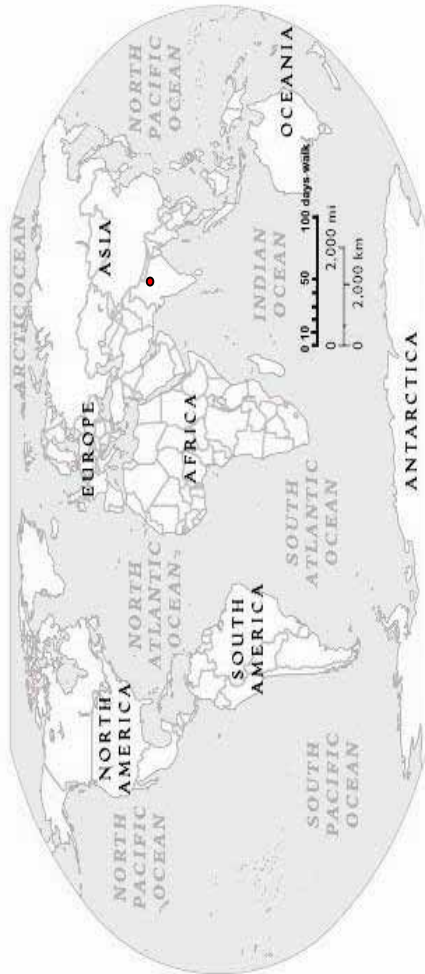 ARCTIC OCEAN
NORTH
PACIFIC
OCEAN
ASIA
EUROPE
NORTH
AMERICA
NORTH
PACIFIC
OCEAN
NORTH
ATLANTIC
OCEAN
AFRICA
SOUTH
AMERICA
INDIAN
OCEAN
OCEANIA
SOUTH
ATLANTIC
OCEAN
SOUTH
PACIFIC
OCEAN
0 10 50 100 days-walk
0 2,000 mi
0 2,000 km
ANTARCTICA